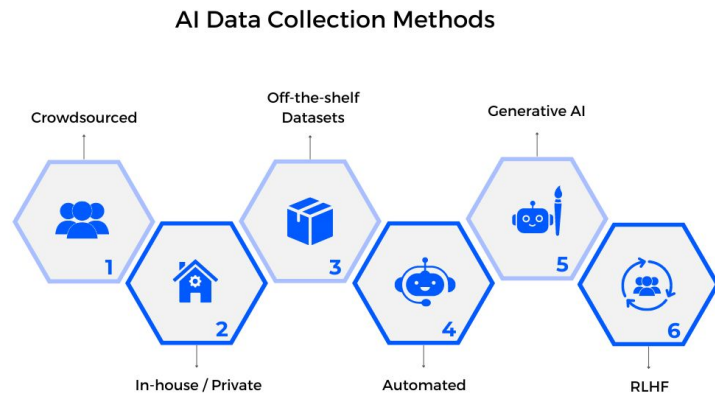 AI Data Collection Methods
Crowdsourced
1
In-house / Private
2
Off-the-shelf
Datasets
3
Automated
4
Generative AI
5
RLHF
6